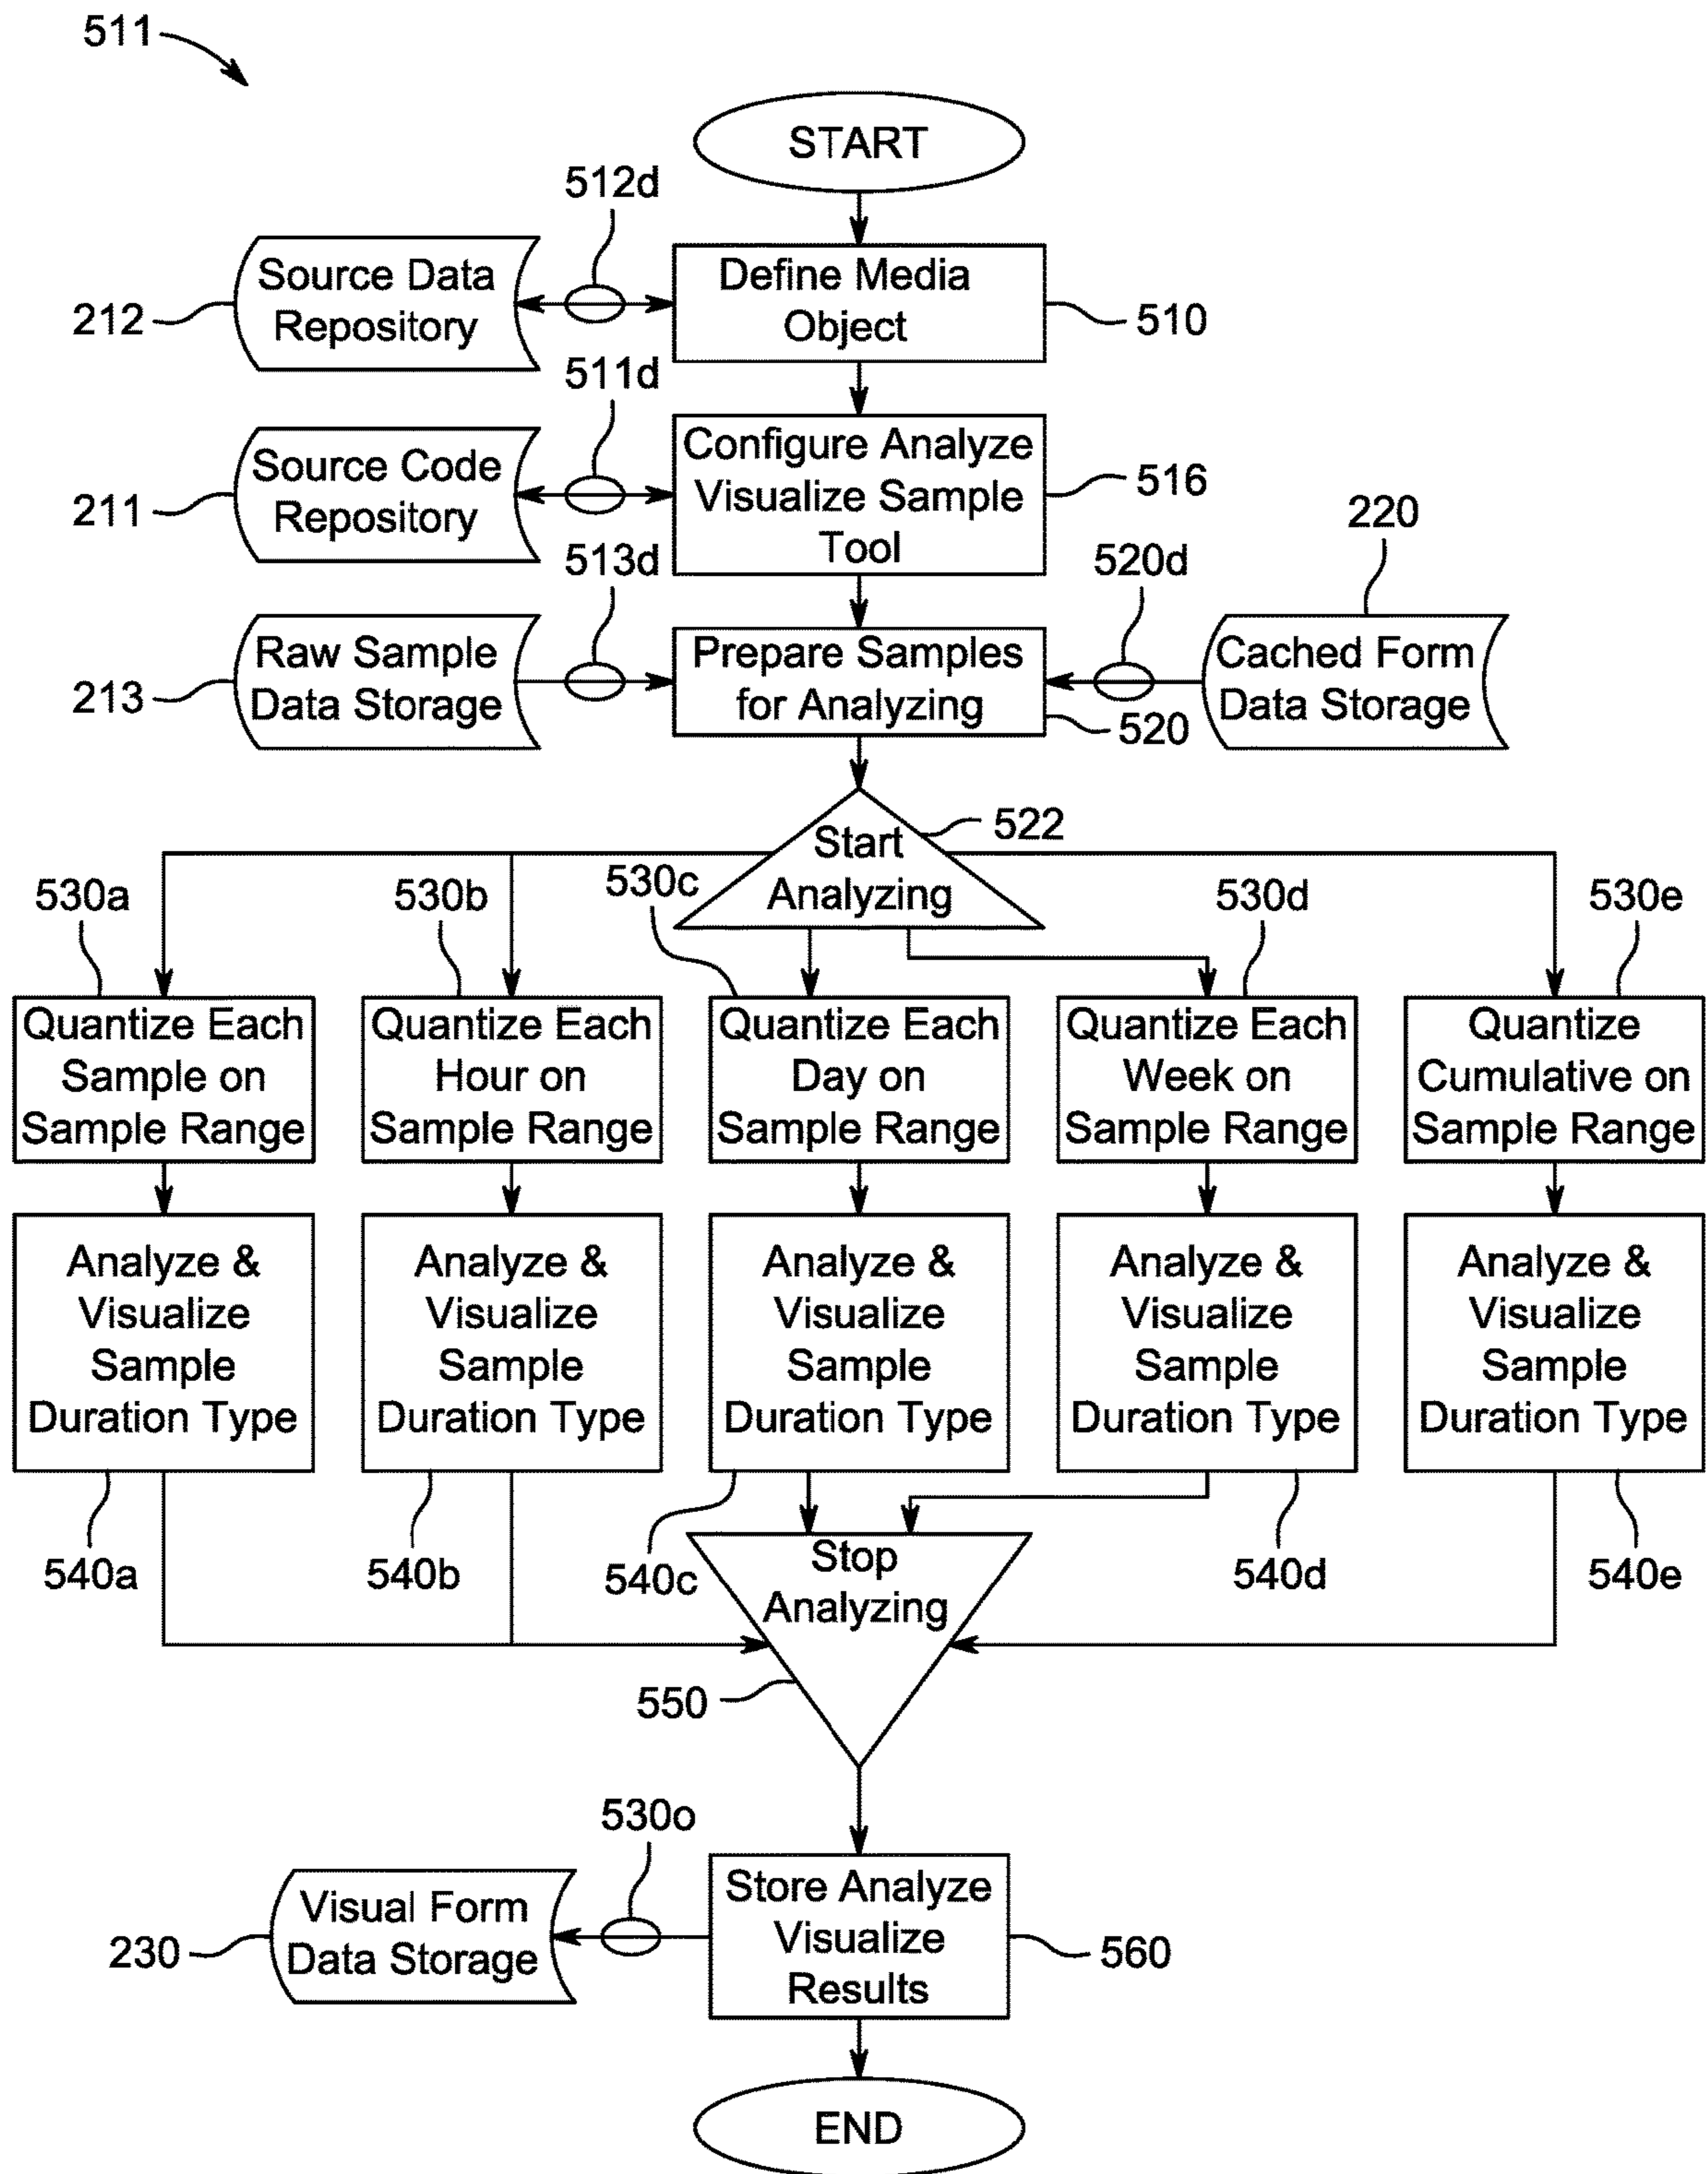 511
START
512d
Source Data
Repository
212
Define Media
Object
510
511d
Source Code
Repository
211
Configure Analyze
Visualize Sample
Tool
516
220
513d
520d
Raw Sample
Data Storage
213
Prepare Samples
for Analyzing
520
Cached Form
Data Storage
Start
Analyzing
522
530a
530b
530c
530d
530e
Quantize Each
Sample on
Sample Range
Quantize Each
Hour on
Sample Range
Quantize Each
Day on
Sample Range
Quantize Each
Week on
Sample Range
Quantize
Cumulative on
Sample Range
Analyze &
Visualize
Sample
Duration Type
Analyze &
Visualize
Sample
Duration Type
Analyze &
Visualize
Sample
Duration Type
Analyze &
Visualize
Sample
Duration Type
Analyze &
Visualize
Sample
Duration Type
540a
540b
540c
Stop
Analyzing
540d
540e
550
530o
Visual Form
Data Storage
230
Store Analyze
Visualize
Results
560
END